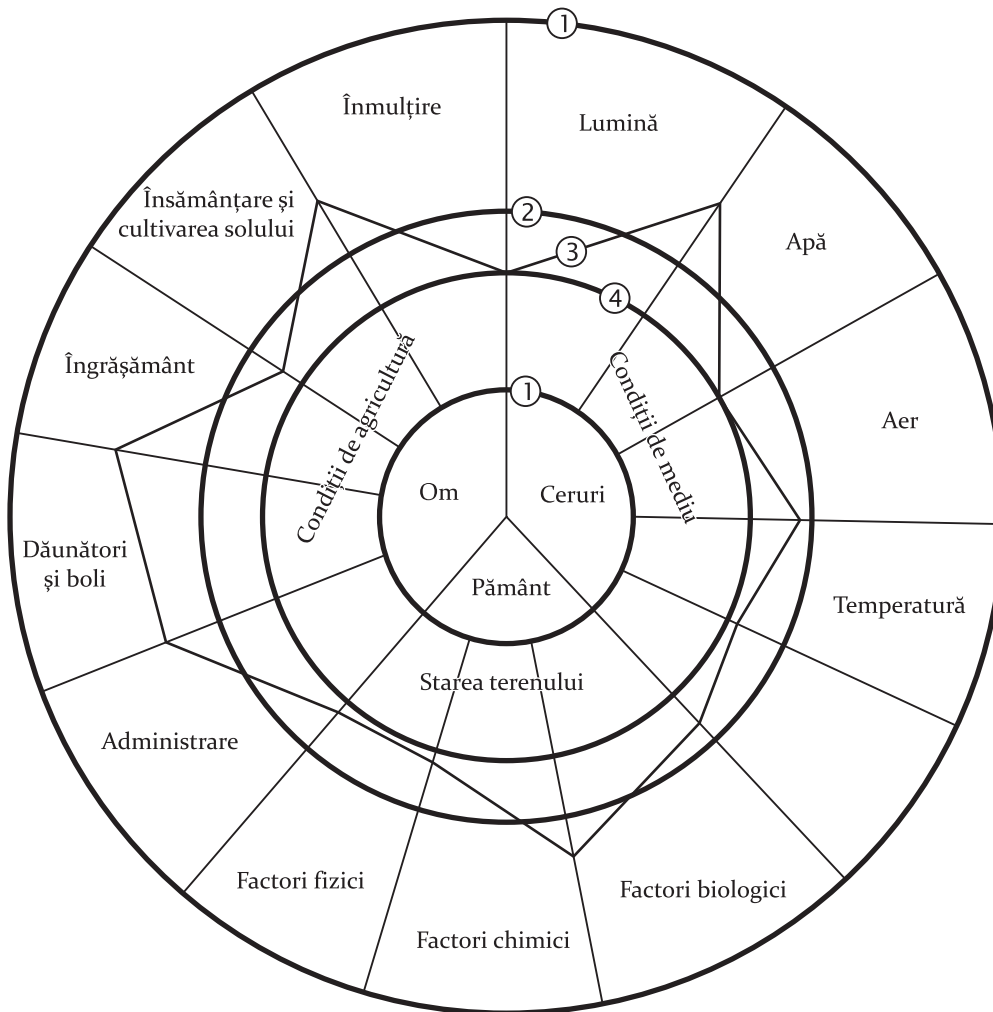 1
Înmulțire
Lumină
Însămânțare și
cultivarea solului
2
3
Apă
4
Îngrășământ
Condiții de agricultură
Condiții de mediu
1
Aer
Om
Ceruri
Dăunători
și boli
Pământ
Temperatură
Starea terenului
Administrare
Factori fizici
Factori biologici
Factori chimici